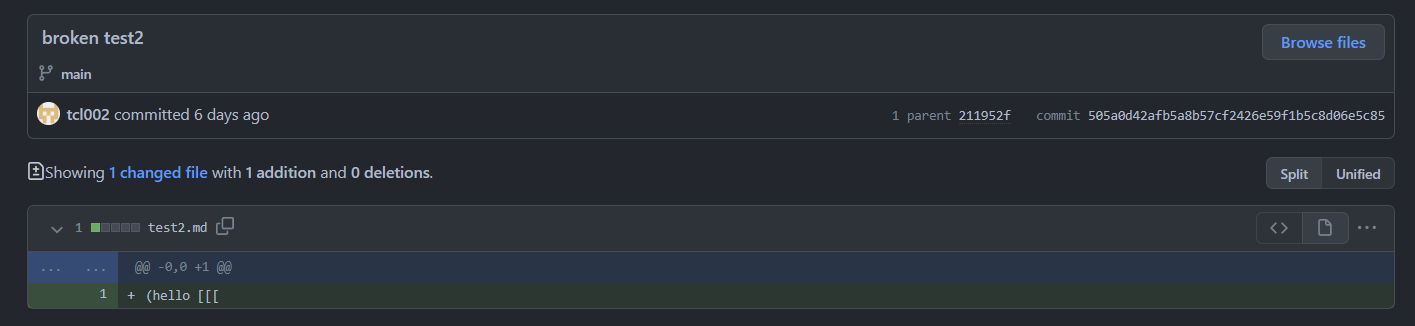 broken test2
Browse files
main
tcl002 committed 6 days ago
1 parent 211952f commit 505a0d42afb5a8b57cf2426e59f1b5c8d06e5c85
Showing 1 changed file with 1 addition and 0 deletions.
Split Unified
1 test2.md
... ... @@ -0,0 +1 @@
1 + (hello [[[